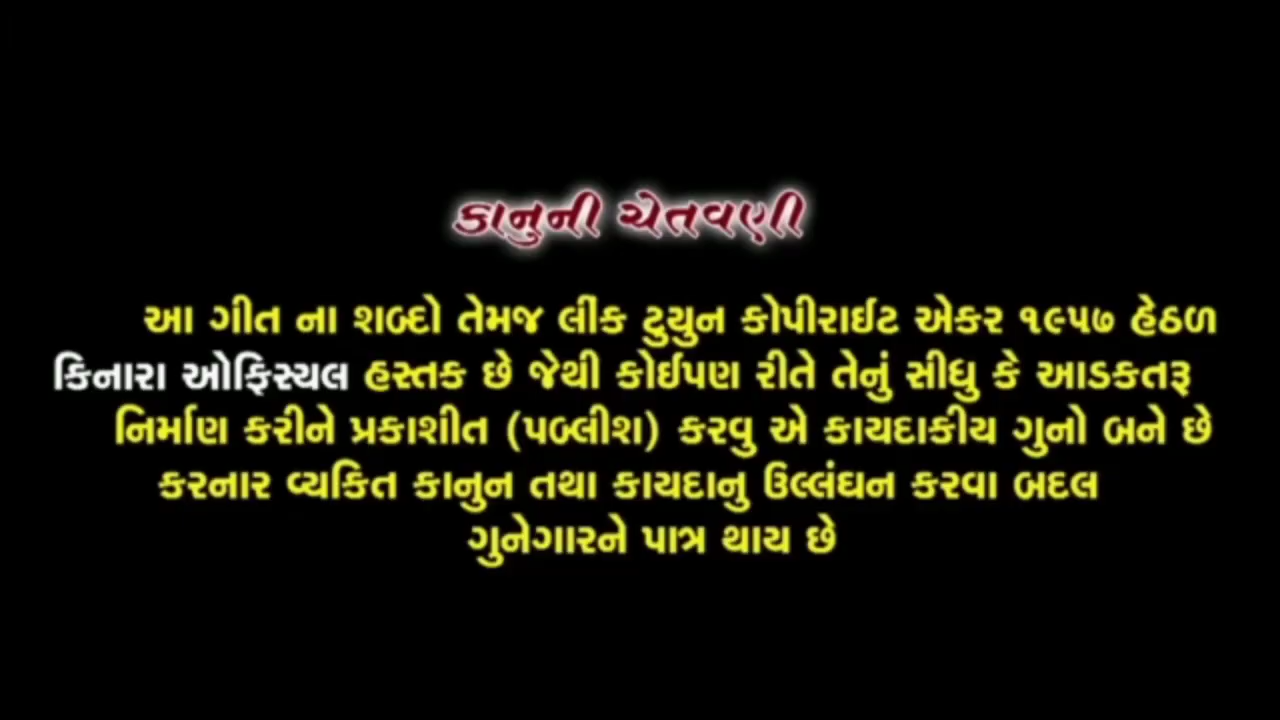 કાનુની ચેતવણી
આ ગીત ના શબ્દો તેમજ લીંક ટુયુન કોપીરાઈટ એકર ૧૯૫૭ હેઠળ
કિનારા ઓફિસ્યલ હસ્તક છે જેથી કોઈપણ રીતે તેનું સીધુ કે આડકતરૂ
નિર્માણ કરીને પ્રકાશીત (પબ્લીશ) કરવુ એ કાયદાકીય ગુનો બને છે
કરનાર વ્યકિત કાનુન તથા કાયદાનુ ઉલ્લંઘન કરવા બદલ
ગુનેગારને પાત્ર થાય છે